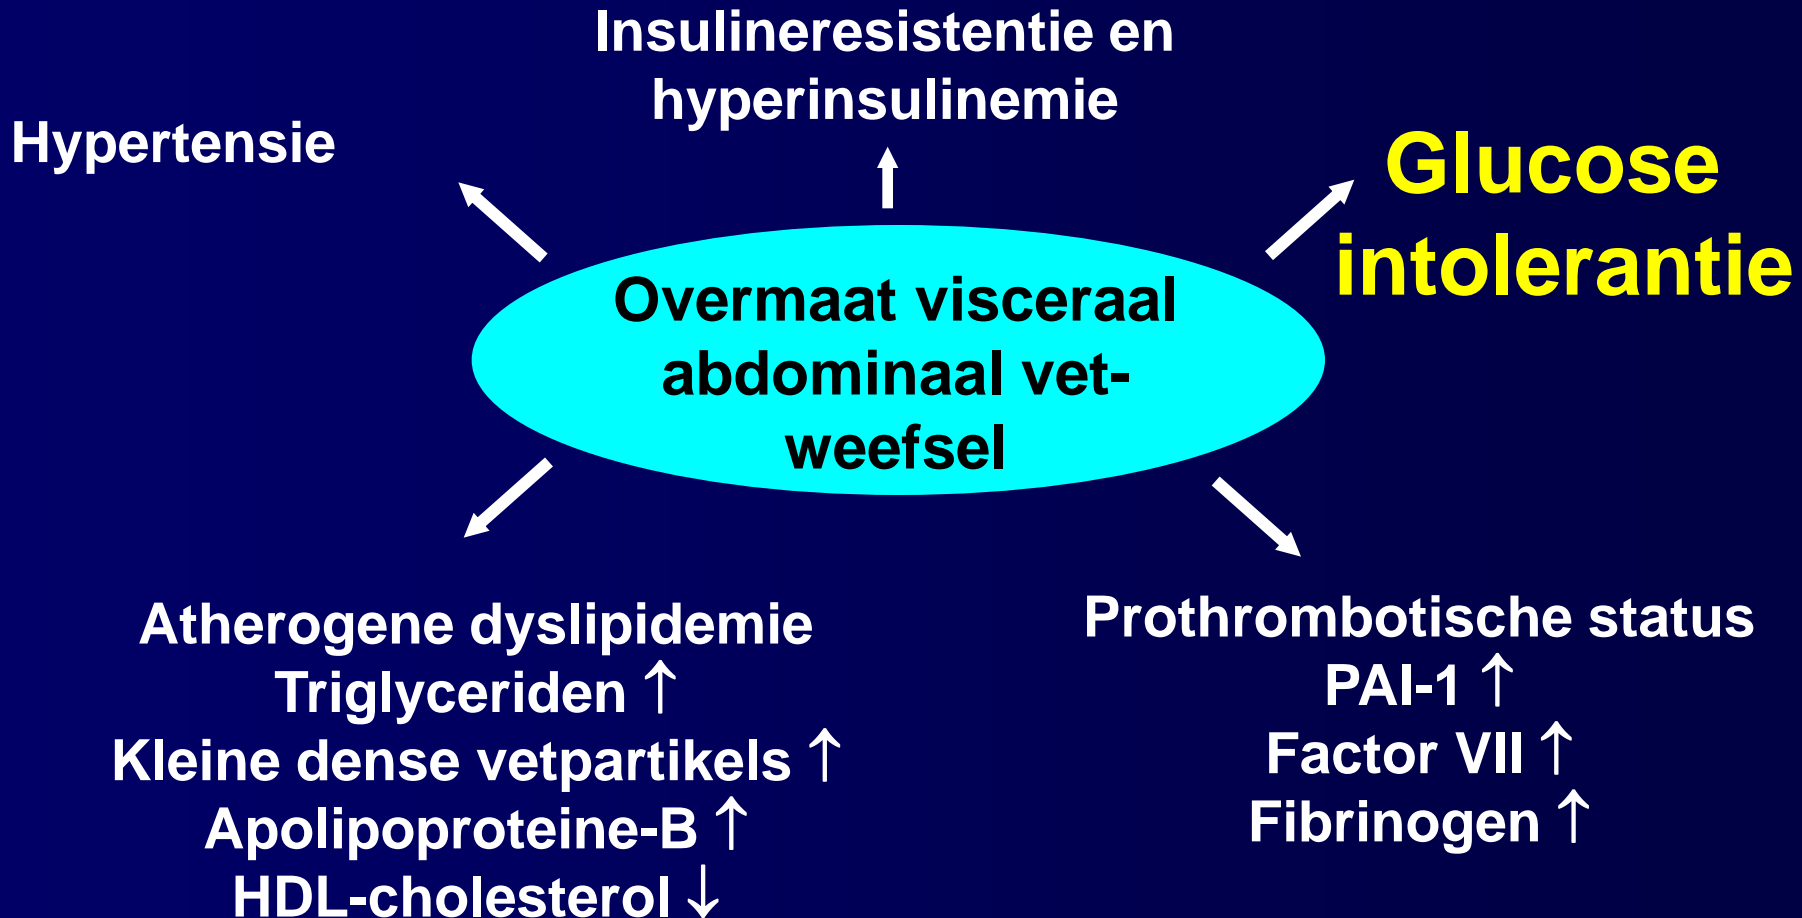 Insulineresistentie en
hyperinsulinemie
Hypertensie
Glucose
intolerantie
Overmaat visceraal
abdominaal vet-
weefsel
Atherogene dyslipidemie
Triglyceriden ↑
Kleine dense vetpartikels ↑
Apolipoproteine-B ↑
HDL-cholesterol ↓
Prothrombotische status
PAI-1 ↑
Factor VII ↑
Fibrinogen ↑